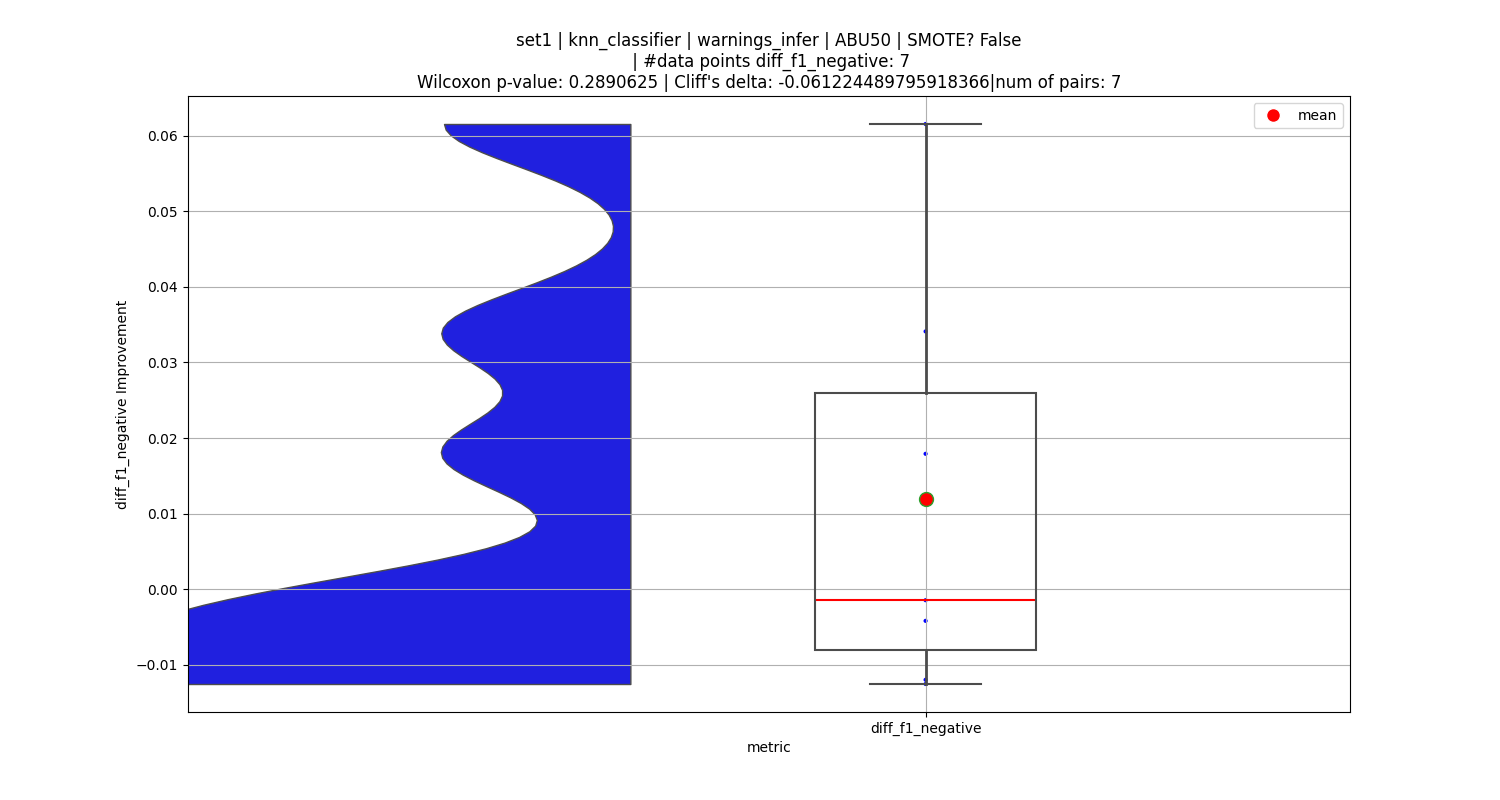 set1 | knn_classifier | warnings_infer | ABU50 | SMOTE? False
| #data points diff_f1_negative: 7
Wilcoxon p-value: 0.2890625 | Cliff's delta: -0.061224489795918366|num of pairs: 7
mean
0.06
0.05
0.04
0.03
0.02
0.01
0.00
−0.01
diff_f1_negative Improvement
diff_f1_negative
metric